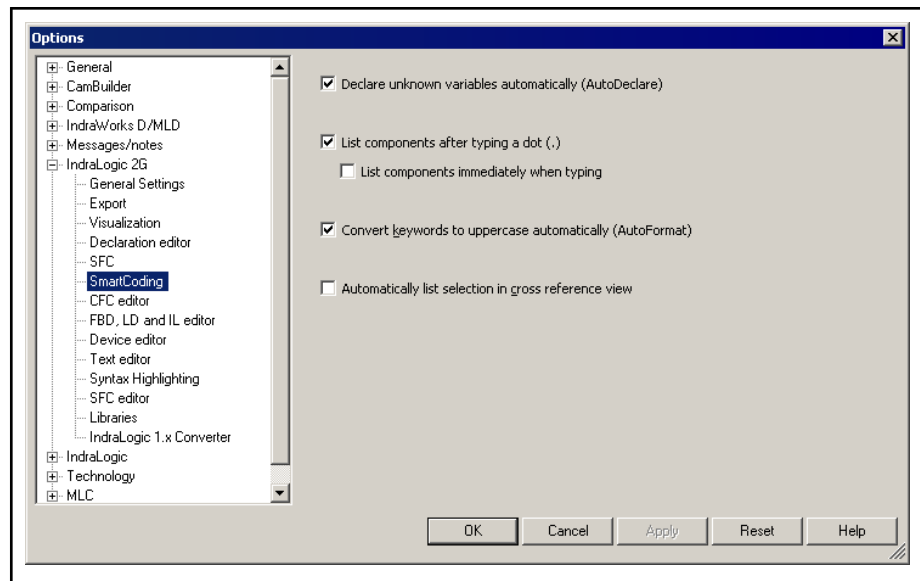 Options
General
CamBuilder
Comparison
IndraWorks D/MLD
Messages/notes
IndraLogic 2G
General Settings
Export
Visualization
Declaration editor
SFC
SmartCoding
CFC editor
FBD, LD and IL editor
Device editor
Text editor
Syntax Highlighting
SFC editor
Libraries
IndraLogic 1.x Converter
IndraLogic
Technology
MLC
Declare unknown variables automatically (AutoDeclare)
List components after typing a dot (.)
List components immediately when typing
Convert keywords to uppercase automatically (AutoFormat)
Automatically list selection in cross reference view
OK
Cancel
Apply
Reset
Help